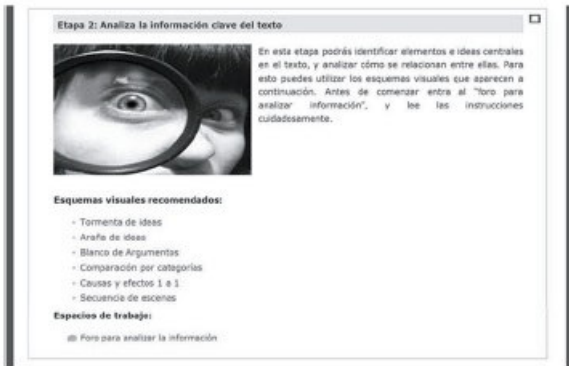 Etapa 2: Analiza la información clave del texto
En esta etapa podrás identificar elementos e ideas centrales
en el texto, y analizar cómo se relacionan entre ellas. Para
esto puedes utilizar los esquemas visuales que aparecen a
continuación. Antes de comenzar entra al "foro para
analizar información", y lee las instrucciones
cuidadosamente.
Esquemas visuales recomendados:
- Tormenta de ideas
- Araña de ideas
- Blanco de Argumentos
- Comparación por categorías
- Causas y efectos 1 a 1
- Secuencia de escenas
Espacios de trabajo:
Foro para analizar la información